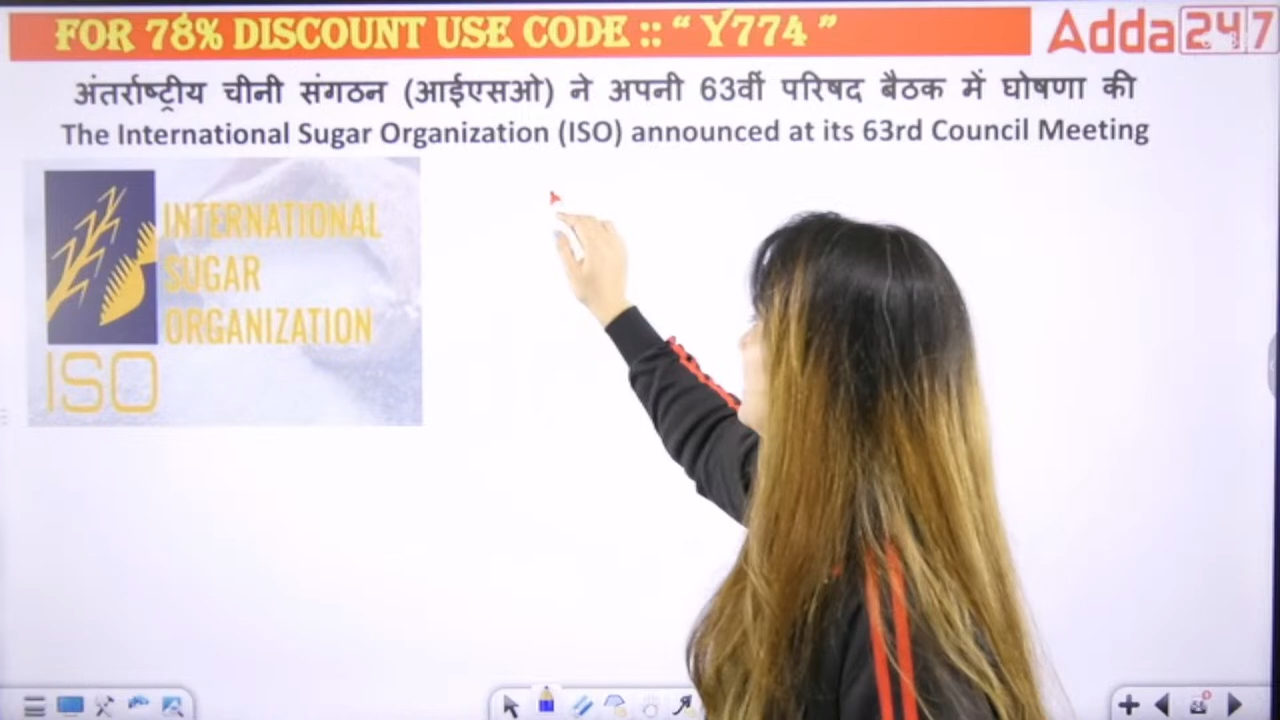 FOR 78% DISCOUNT USE CODE :: “ Y774 ”
Adda247
अंतर्राष्ट्रीय चीनी संगठन (आईएसओ) ने अपनी 63वीं परिषद बैठक में घोषणा की
The International Sugar Organization (ISO) announced at its 63rd Council Meeting
INTERNATIONAL
SUGAR
ORGANIZATION
ISO